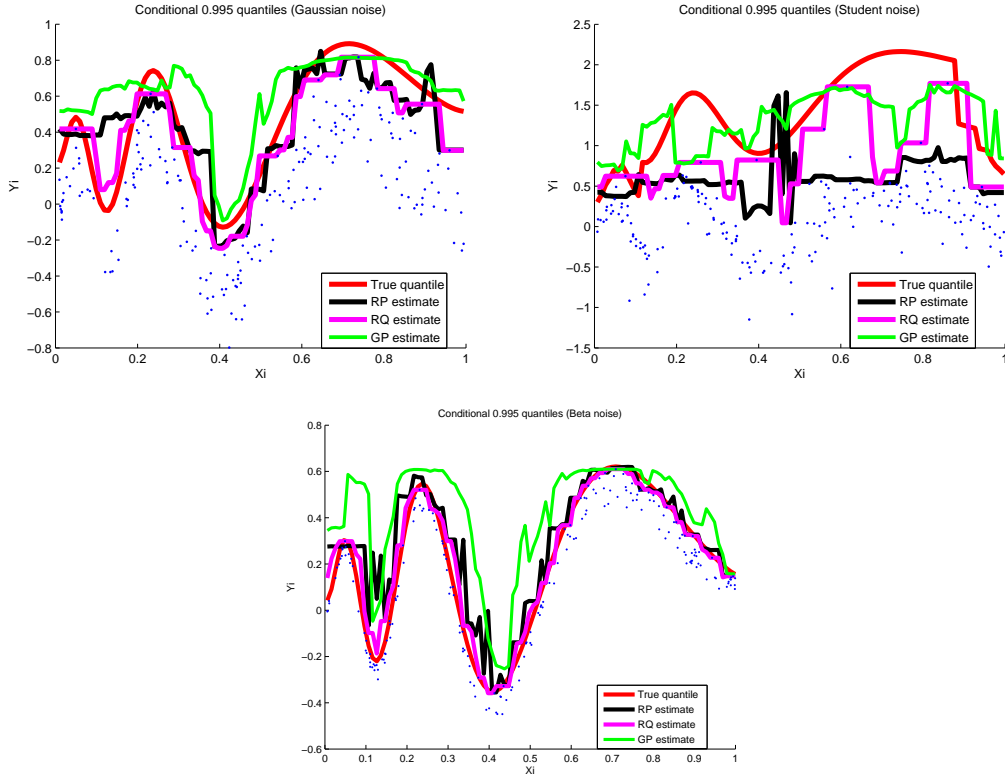 Conditional 0.995 quantiles (Gaussian noise)
1
0.8
0.6
0.4
0.2
0
−0.2
−0.4
−0.6
−0.8
Yi
0
0.2
0.4
0.6
0.8
1
Xi
True quantile
RP estimate
RQ estimate
GP estimate
Conditional 0.995 quantiles (Student noise)
2.5
2
1.5
1
0.5
0
−0.5
−1
−1.5
Yi
0
0.2
0.4
0.6
0.8
1
Xi
True quantile
RP estimate
RQ estimate
GP estimate
Conditional 0.995 quantiles (Beta noise)
0.8
0.6
0.4
0.2
0
−0.2
−0.4
−0.6
Yi
0
0.1
0.2
0.3
0.4
0.5
0.6
0.7
0.8
0.9
1
Xi
True quantile
RP estimate
RQ estimate
GP estimate